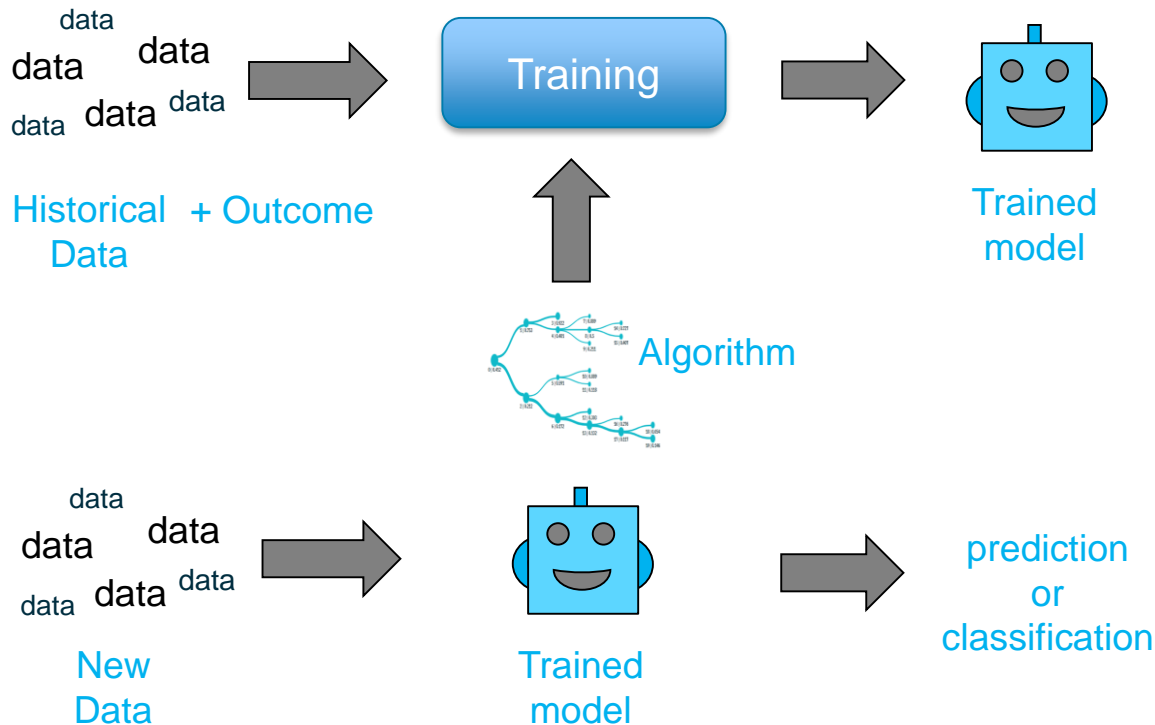 data
data
data
data
data
data
Training
Historical + Outcome
Data
Trained
model
Algorithm
data
data
data
data
data
data
New
Data
Trained
model
prediction
or
classification